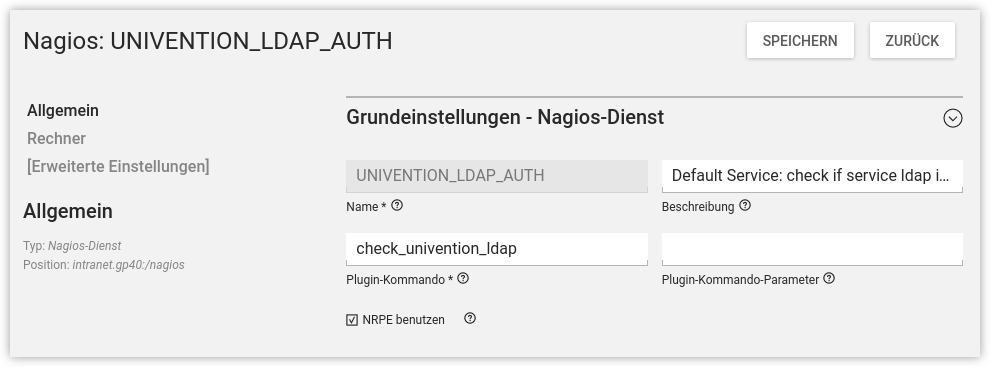 Nagios: UNIVENTION_LDAP_AUTH
SPEICHERN
ZURÜCK
Allgemein
Rechner
[Erweiterte Einstellungen]
Allgemein
Typ: Nagios-Dienst
Position: intranet.gp40:/nagios
Grundeinstellungen - Nagios-Dienst
UNIVENTION_LDAP_AUTH
Name *
Default Service: check if service ldap i...
Beschreibung
check_univention_ldap
Plugin-Kommando *
Plugin-Kommando-Parameter
NRPE benutzen